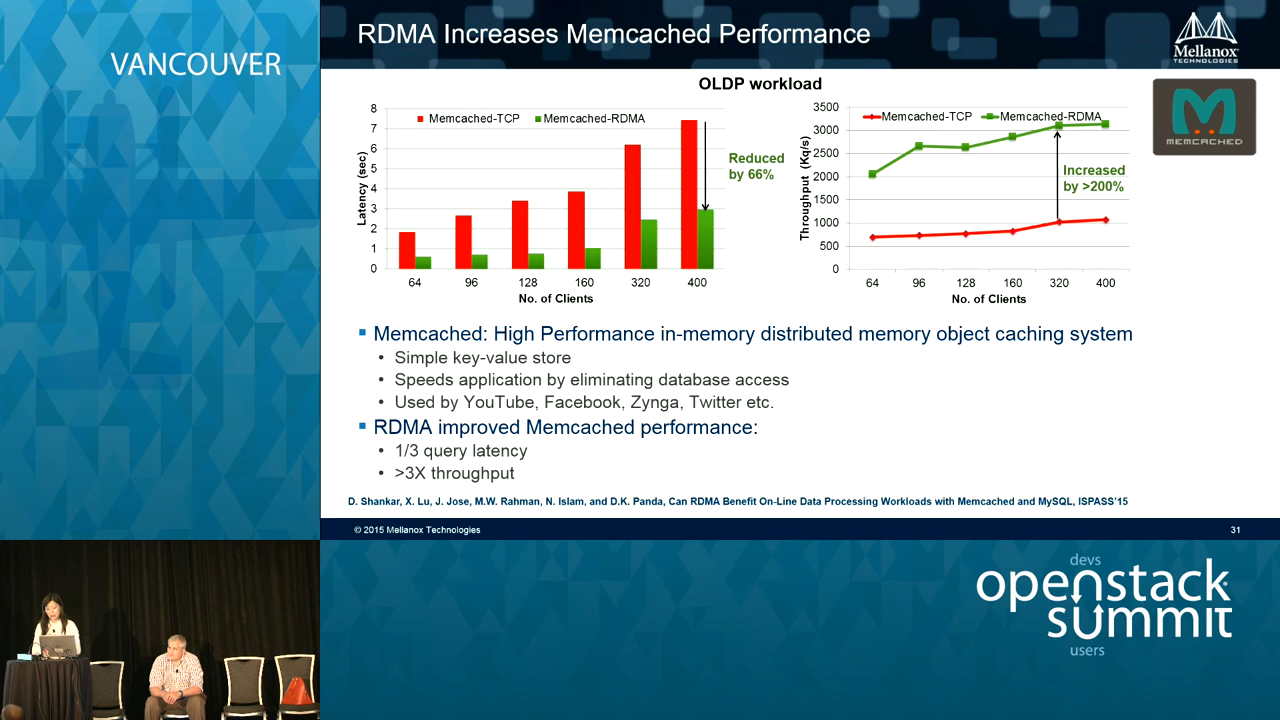 VANCOUVER
RDMA Increases Memcached Performance
Mellanox
TECHNOLOGIES
OLDP workload
MEMCACHED
8
7
6
5
4
3
2
1
0
Latency (sec)
Memcached-TCP
Memcached-RDMA
Reduced
by 66%
64 96 128 160 320 400
No. of Clients
3500
3000
2500
2000
1500
1000
500
0
Throughput (Kq/s)
Memcached-TCP
Memcached-RDMA
Increased
by >200%
64 96 128 160 320 400
No. of Clients
▪ Memcached: High Performance in-memory distributed memory object caching system
• Simple key-value store
• Speeds application by eliminating database access
• Used by YouTube, Facebook, Zynga, Twitter etc.
▪ RDMA improved Memcached performance:
• 1/3 query latency
• >3X throughput
D. Shankar, X. Lu, J. Jose, M.W. Rahman, N. Islam, and D.K. Panda, Can RDMA Benefit On-Line Data Processing Workloads with Memcached and MySQL, ISPASS'15
© 2015 Mellanox Technologies
31
devs
openstack
summit
users